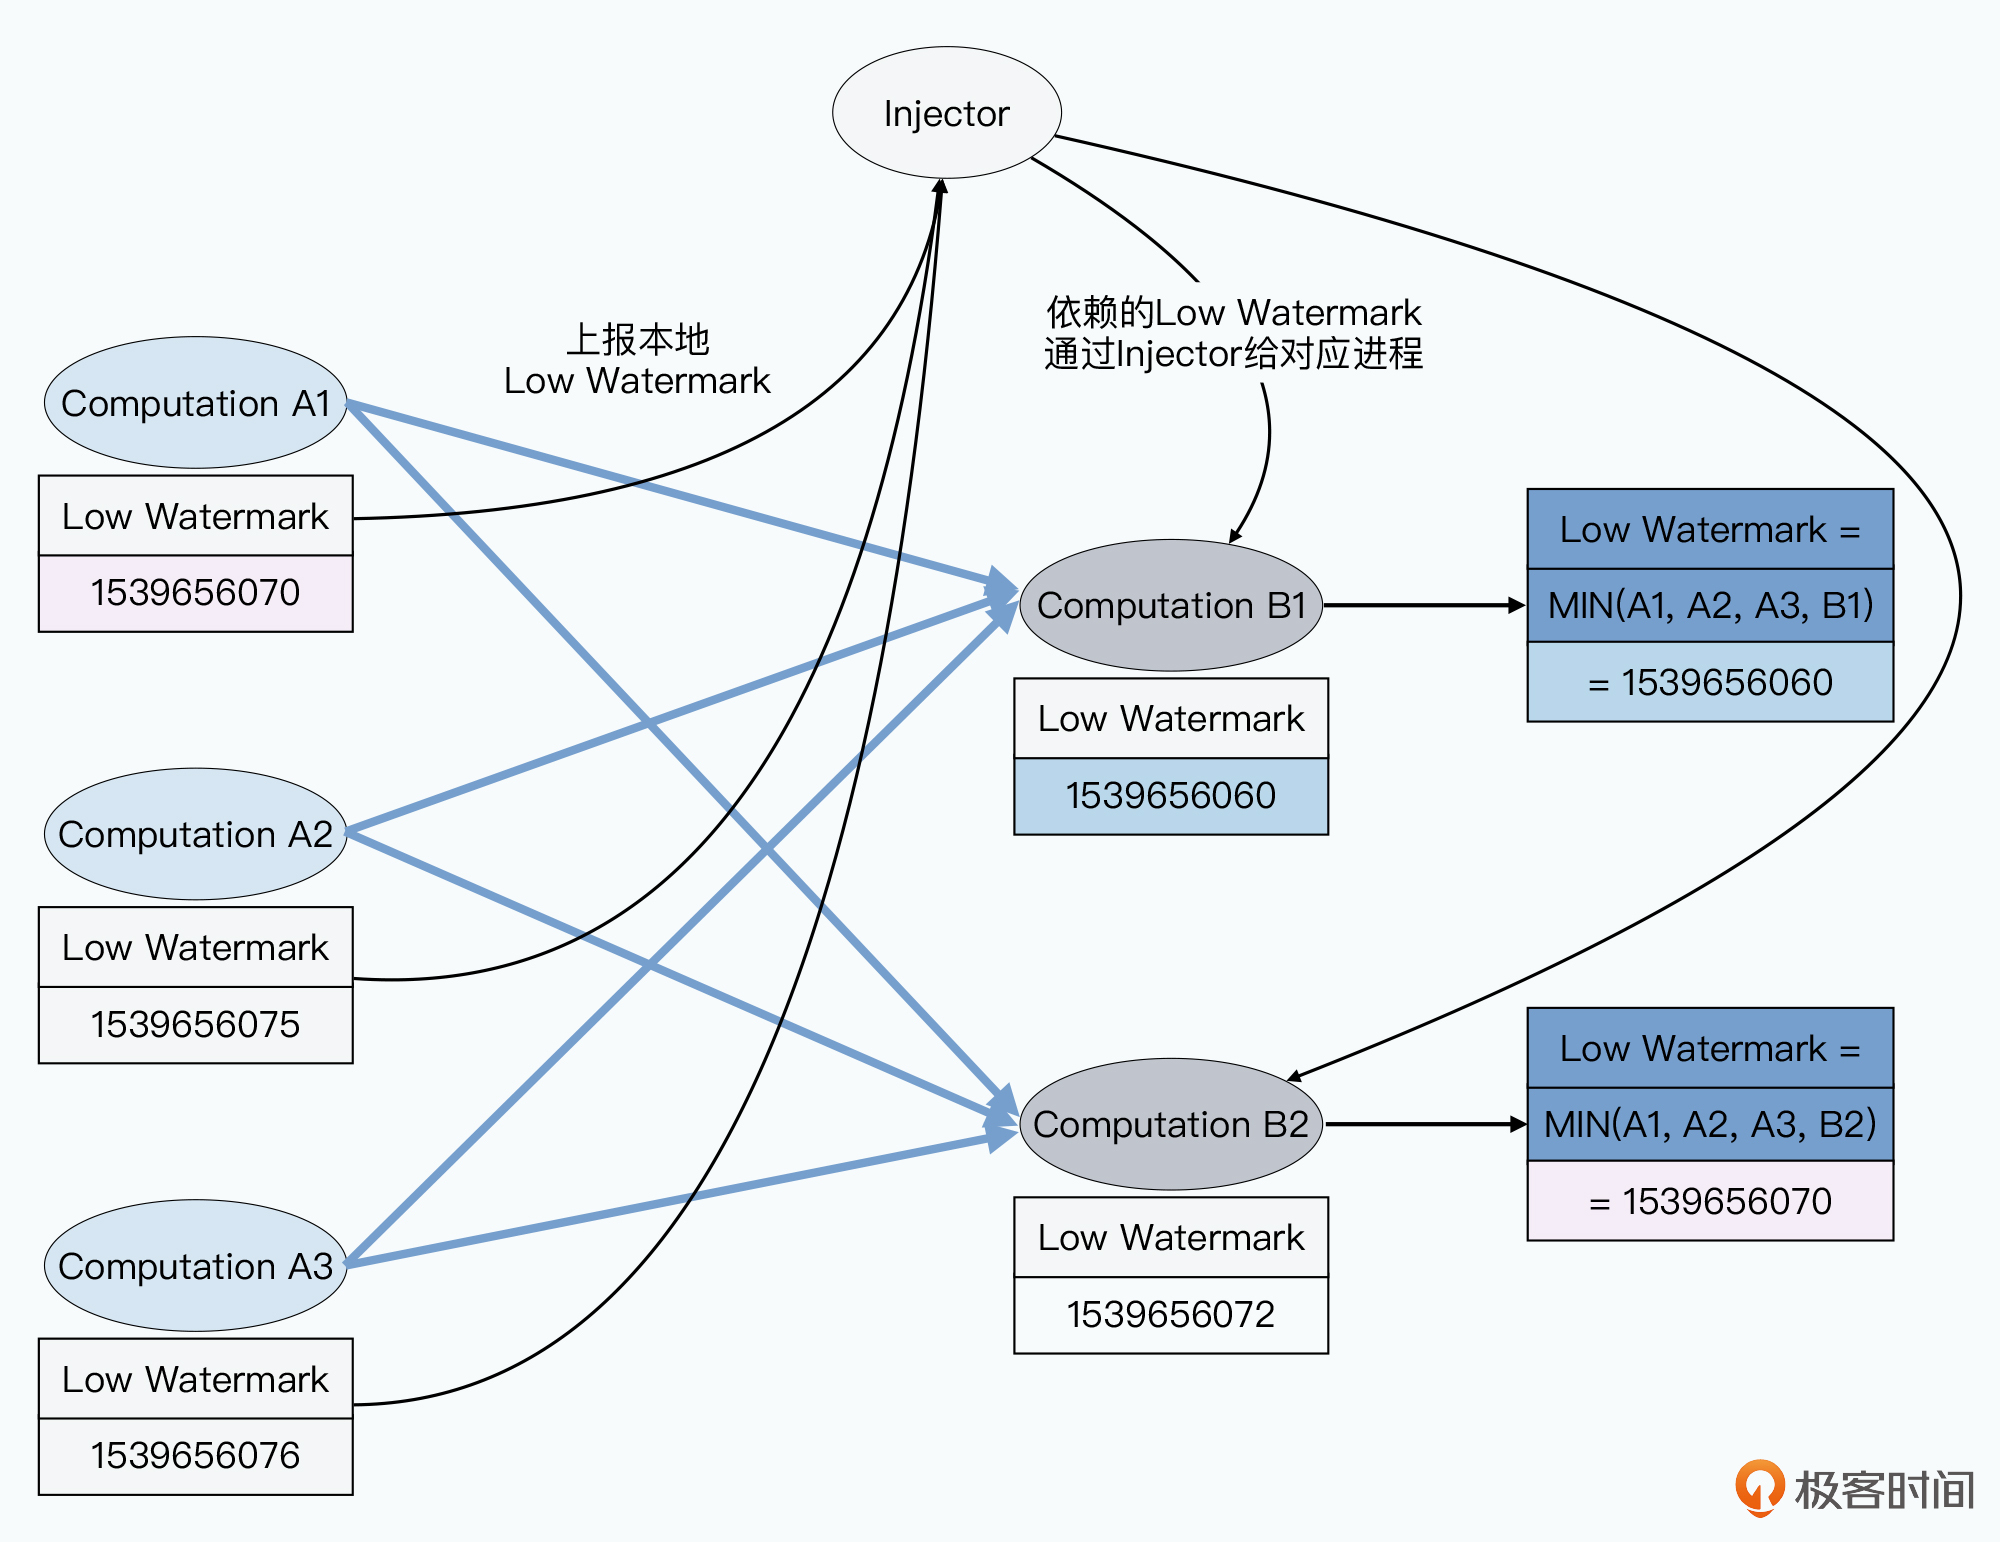 Injector
上报本地
Low Watermark
依赖的Low Watermark
通过Injector给对应进程
Computation A1
Low Watermark
1539656070
Computation A2
Low Watermark
1539656075
Computation A3
Low Watermark
1539656076
Computation B1
Low Watermark
1539656060
Low Watermark =
MIN(A1, A2, A3, B1)
= 1539656060
Computation B2
Low Watermark
1539656072
Low Watermark =
MIN(A1, A2, A3, B2)
= 1539656070
极客时间